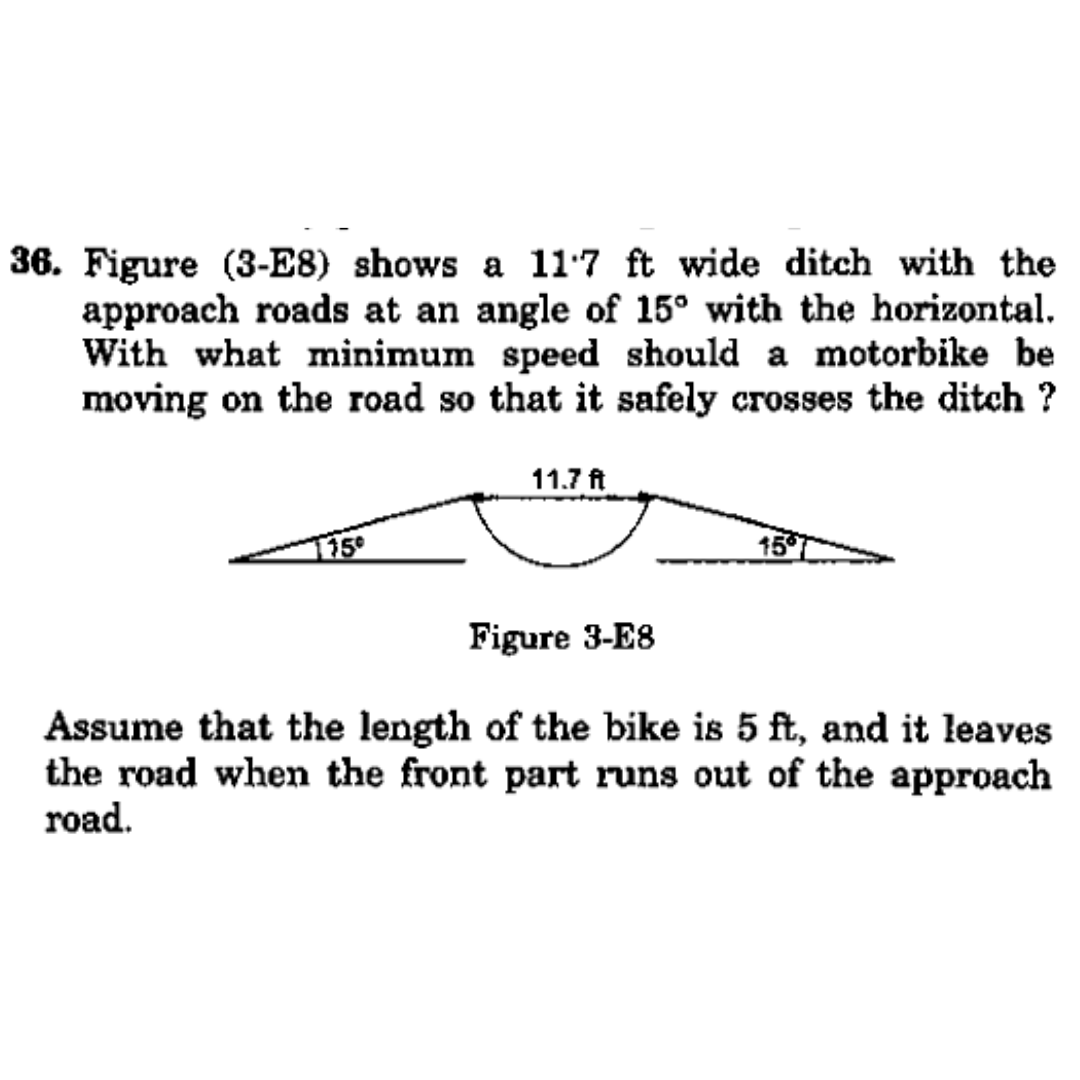 36. Figure (3-E8) shows a 11·7 ft wide ditch with the
approach roads at an angle of 15° with the horizontal.
With what minimum speed should a motorbike be
moving on the road so that it safely crosses the ditch ?
11.7 ft
15° 15°
Figure 3-E8
Assume that the length of the bike is 5 ft, and it leaves
the road when the front part runs out of the approach
road.